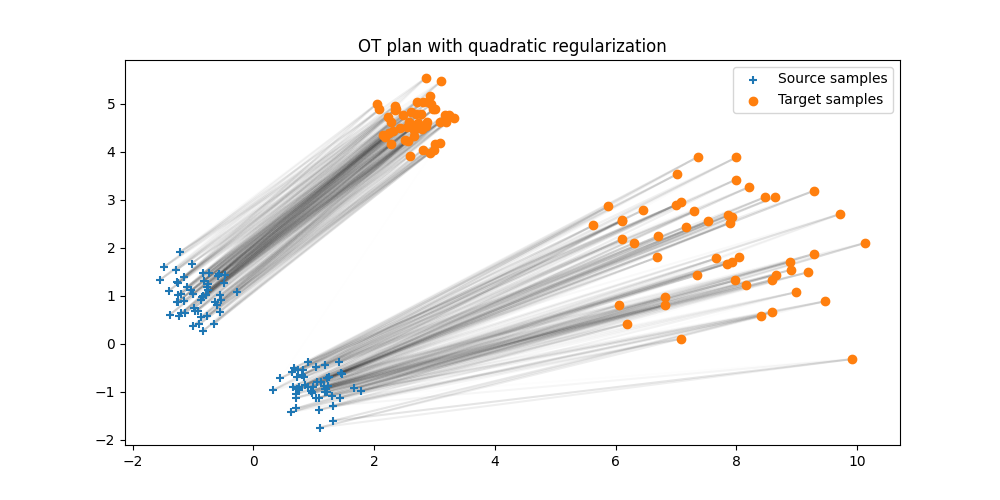 OT plan with quadratic regularization
Source samples
Target samples
5
4
3
2
1
0
−1
−2
−2 0 2 4 6 8 10